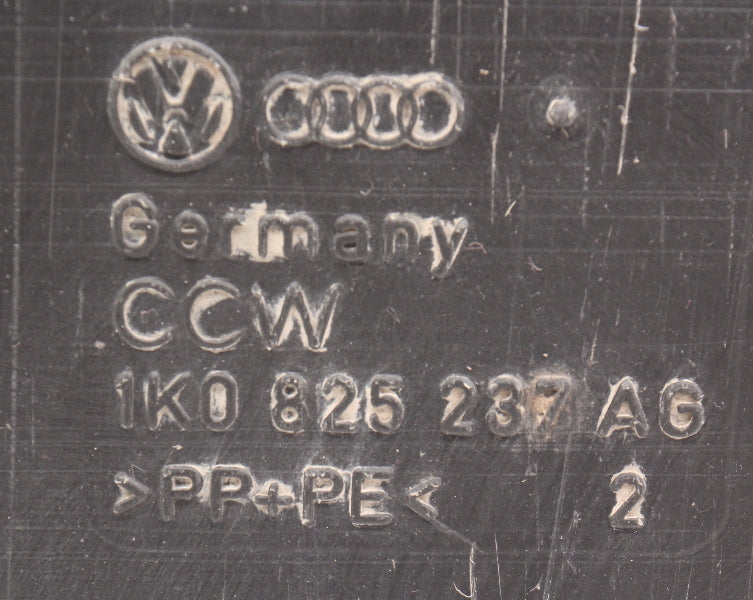 Germany
CCW
1K0 825 237 AG
>PP+PE< 2